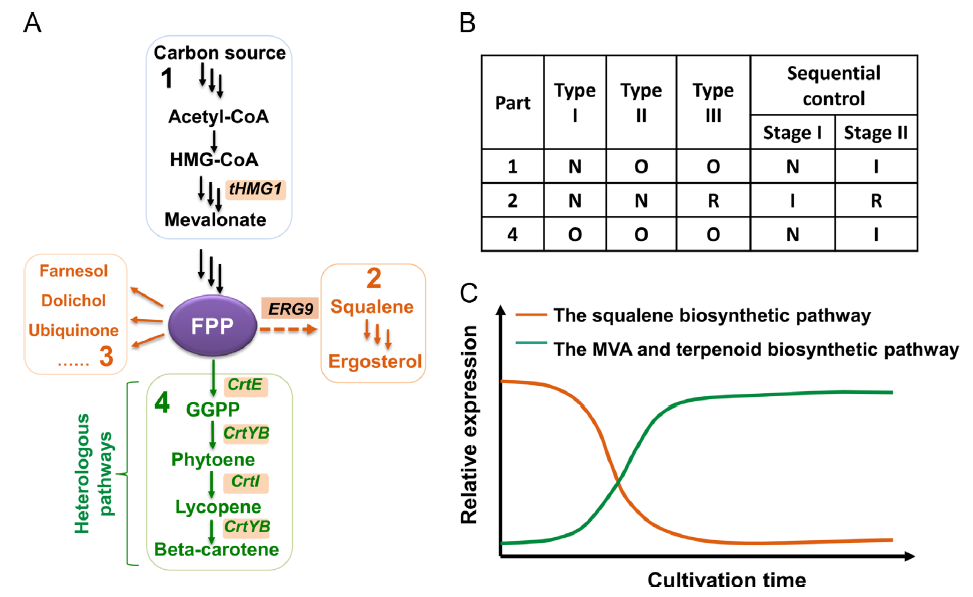 A
Carbon source
1
Acetyl-CoA
HMG-CoA
tHMG1
Mevalonate
Farnesol
Dolichol
Ubiquinone
...... 3
FPP
ERG9
2
Squalene
Ergosterol
Heterologous
pathways
4
CrtE
GGPP
CrtYB
Phytoene
CrtI
Lycopene
CrtYB
Beta-carotene
B
Part Type I Type II Type III Sequential control
Stage I Stage II
1 N O O N I
2 N N R I R
4 O O O N I
C
The squalene biosynthetic pathway
The MVA and terpenoid biosynthetic pathway
Relative expression
Cultivation time